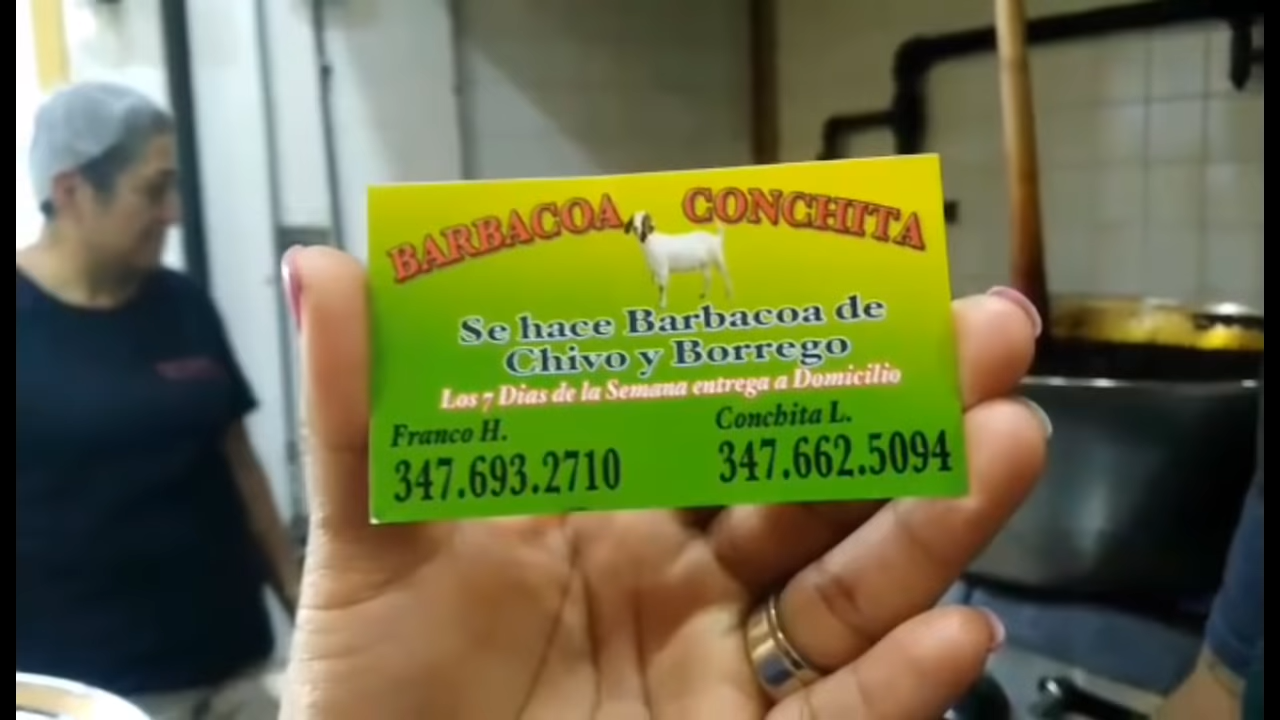 BARBACOA CONCHITA
Se hace Barbacoa de
Chivo y Borrego
Los 7 Dias de la Semana entrega a Domicilio
Franco H. Conchita L.
347.693.2710 347.662.5094